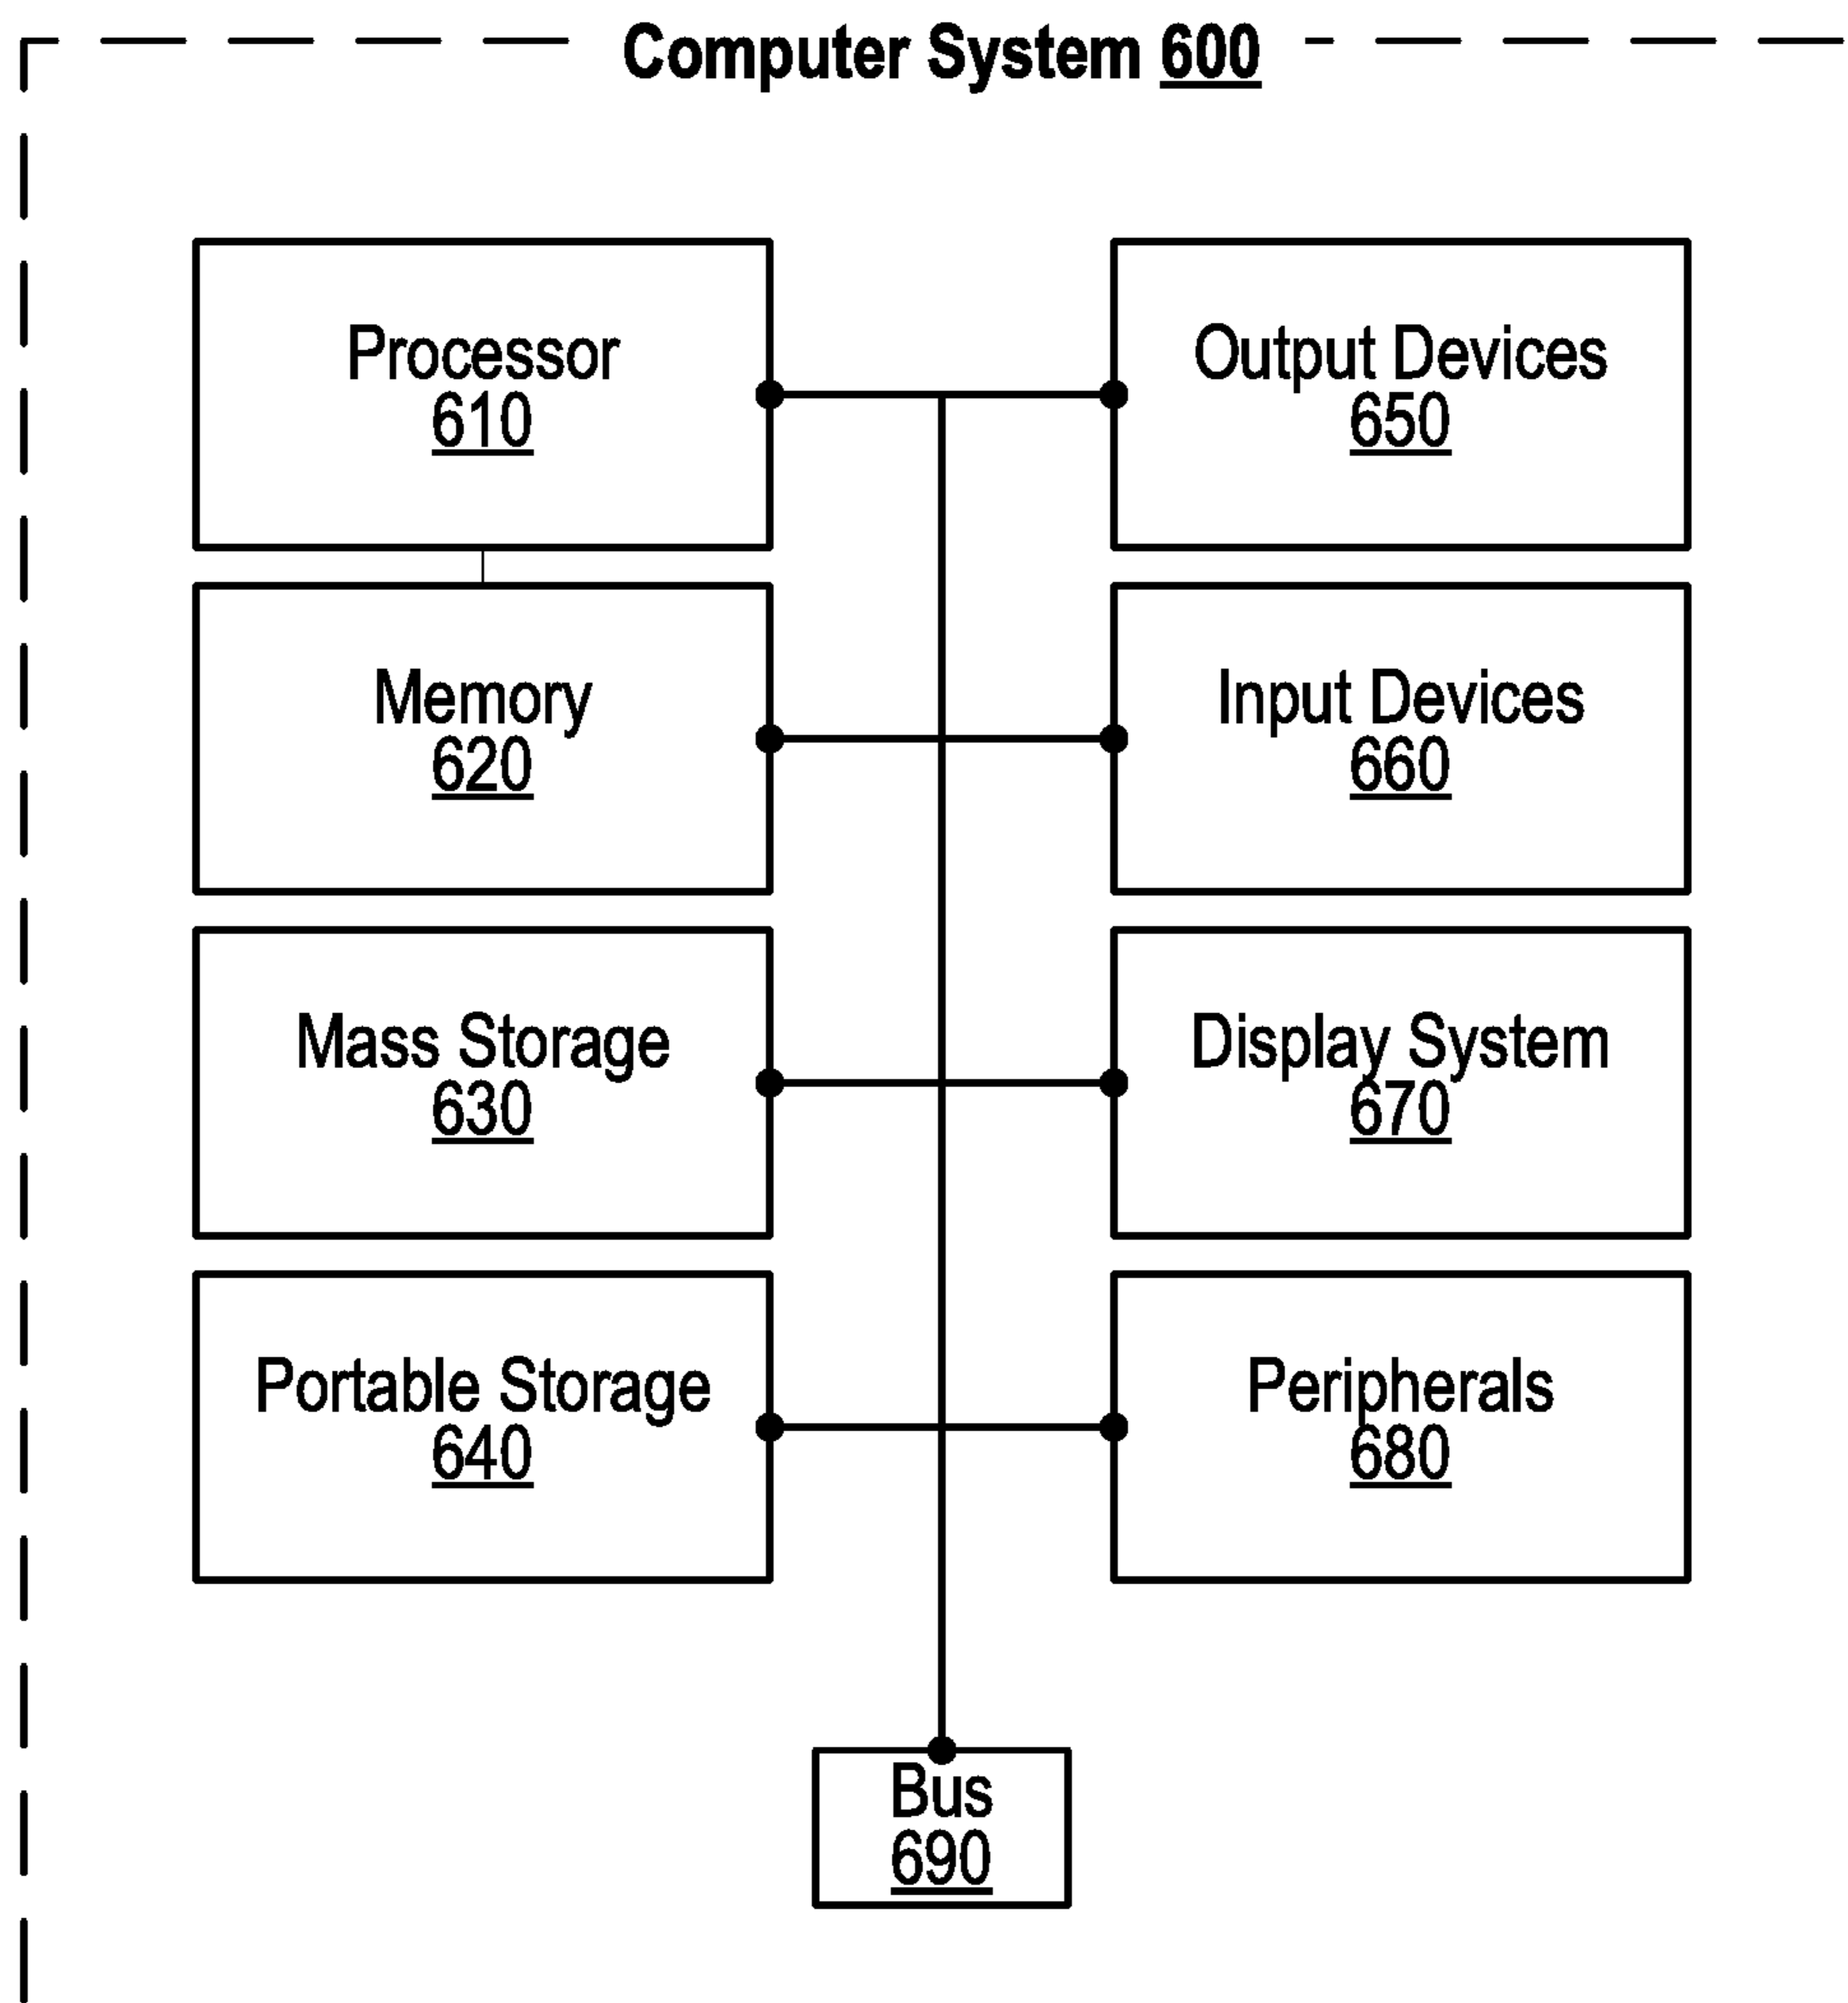 Computer System 600
Processor
610
Output Devices
650
Memory
620
Input Devices
660
Mass Storage
630
Display System
670
Portable Storage
640
Peripherals
680
Bus
690